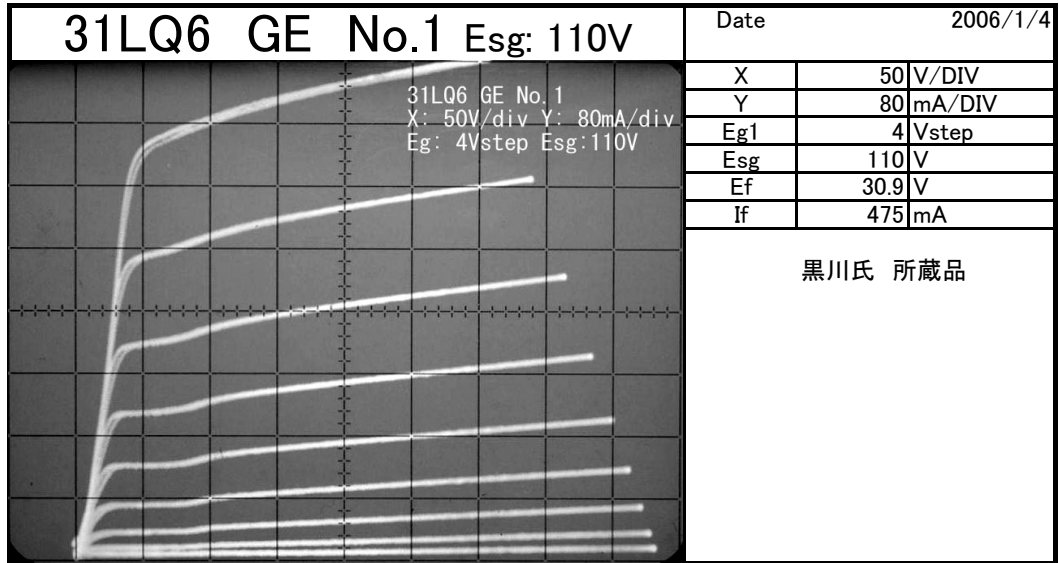 31LQ6 GE No.1 Esg: 110V
Date 2006/1/4
X 50 V/DIV
Y 80 mA/DIV
Eg1 4 Vstep
Esg 110 V
Ef 30.9 V
If 475 mA
黒川氏 所蔵品
31LQ6 GE No.1
X: 50V/div Y: 80mA/div
Eg: 4Vstep Esg:110V